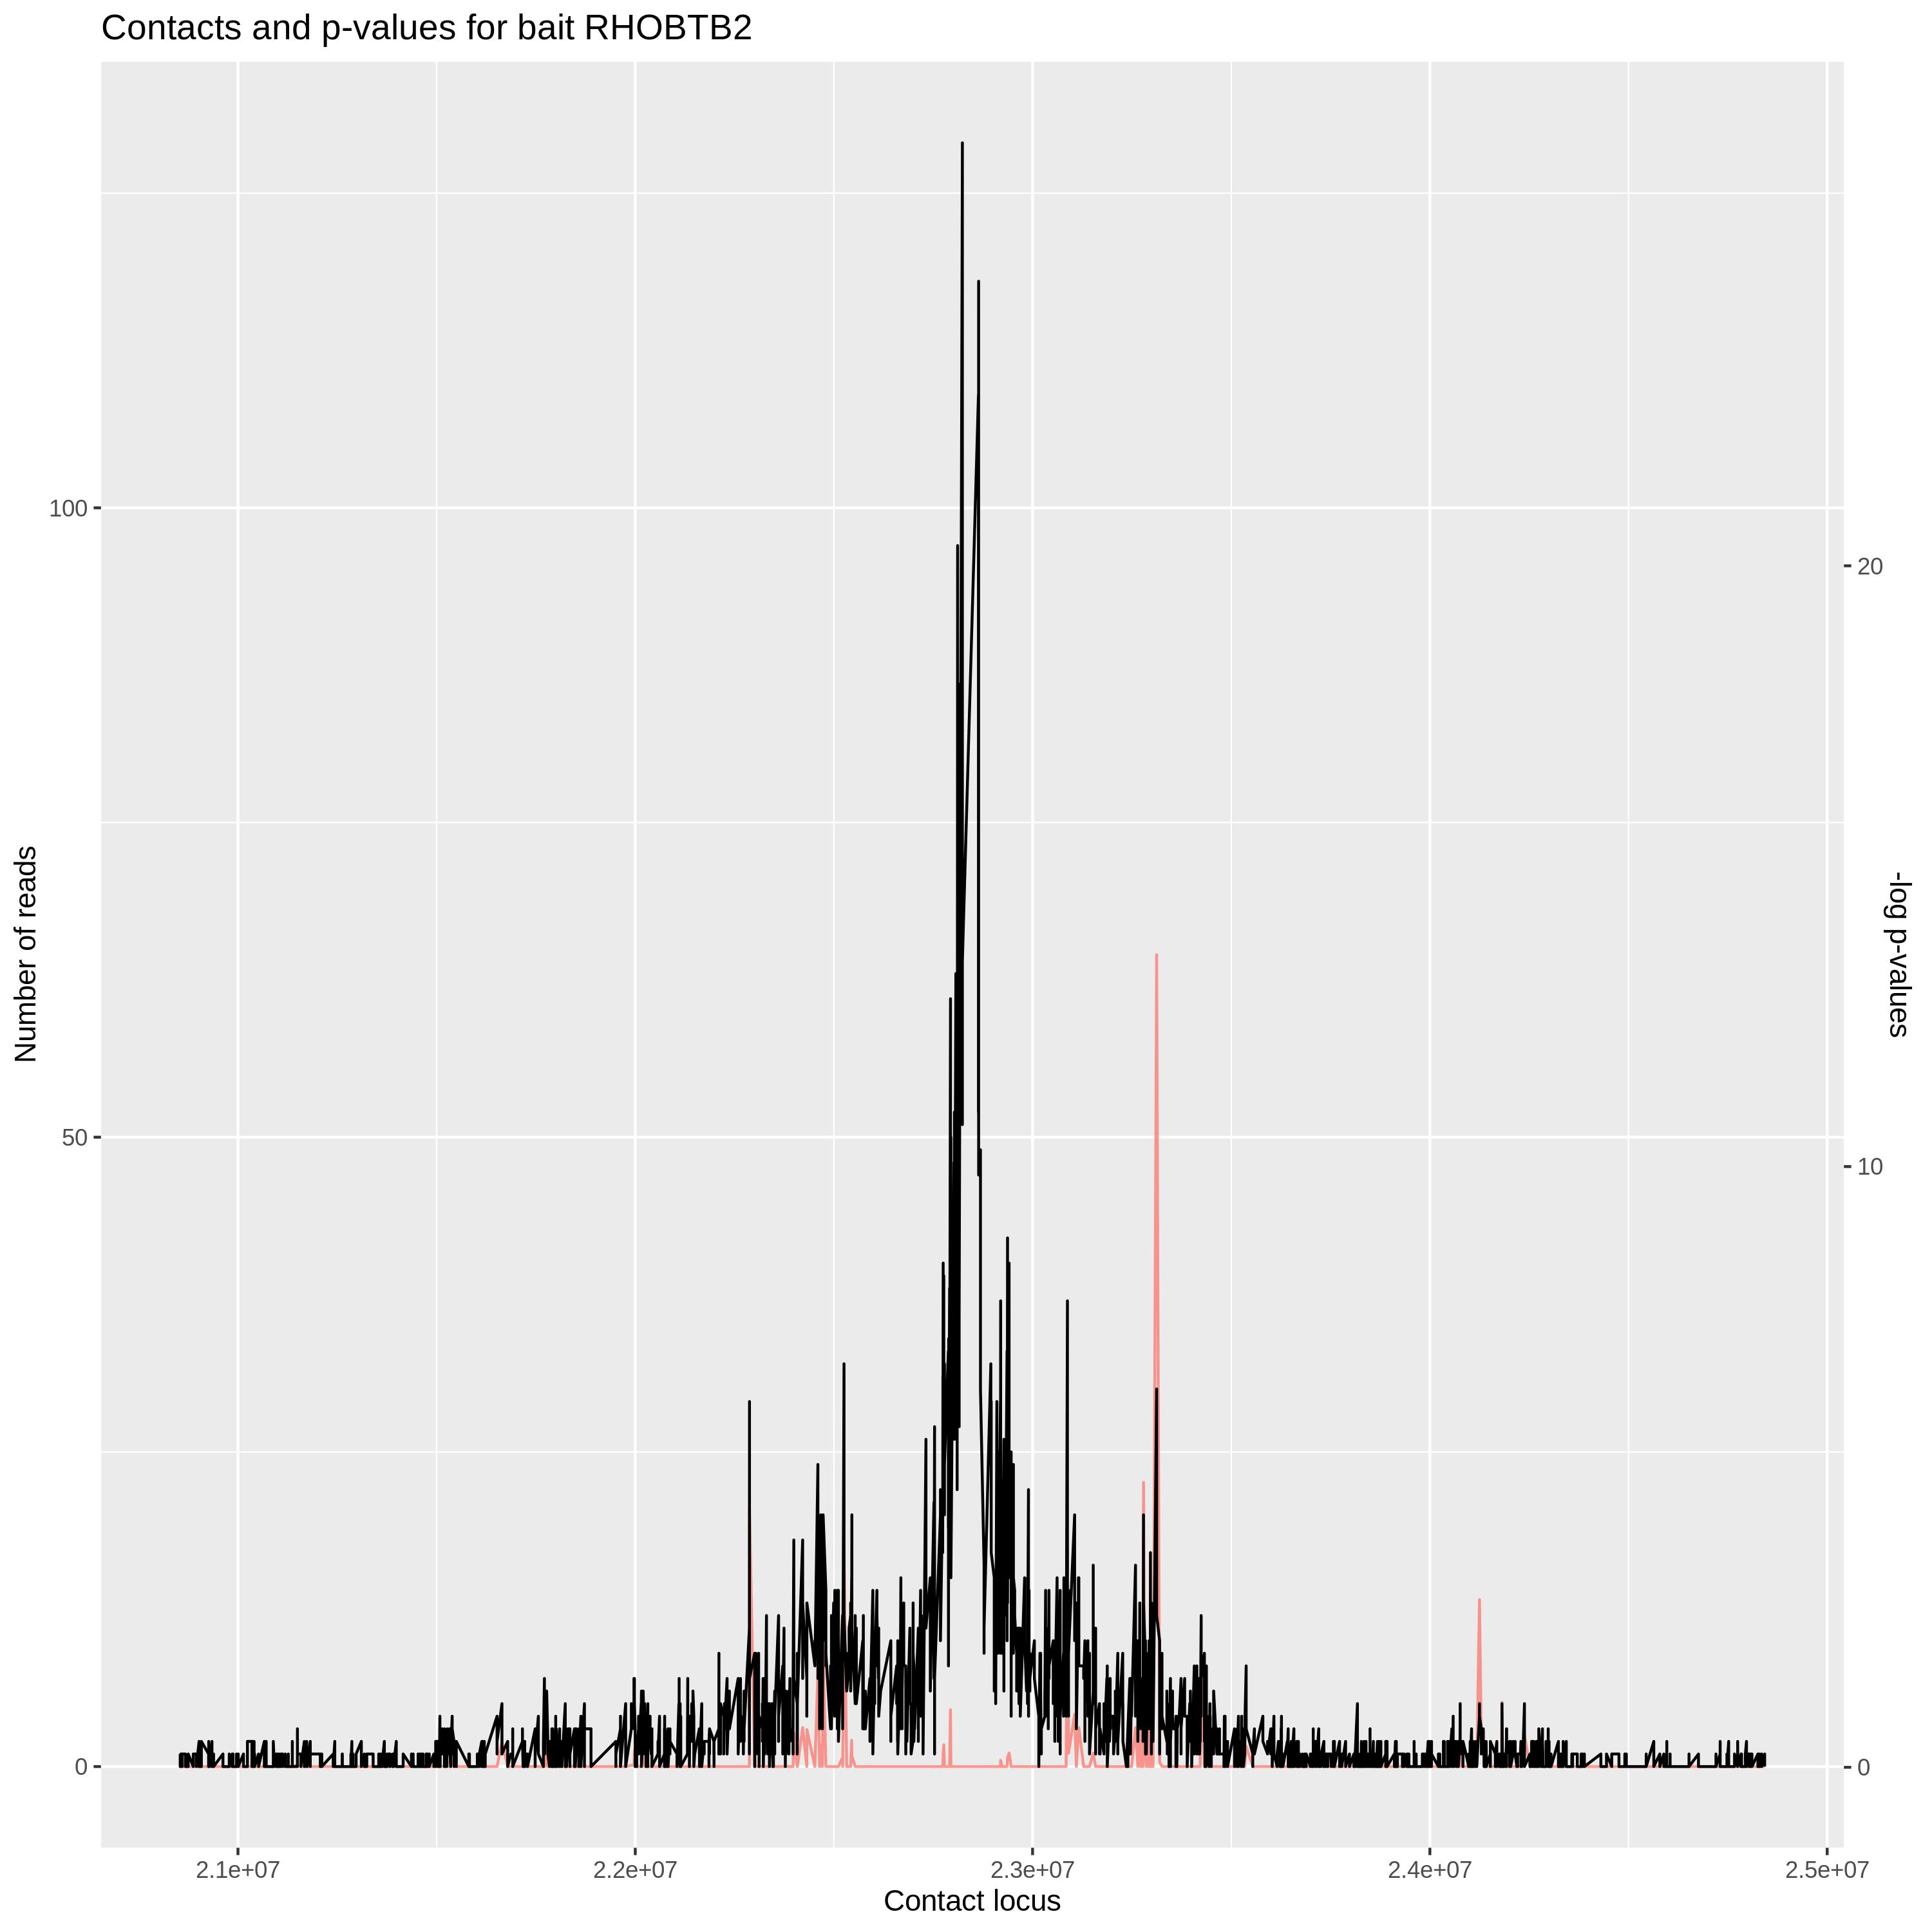 Contacts and p-values for bait RHOBTB2
100
50
0
Number of reads
20
10
0
-log p-values
2.1e+07 2.2e+07 2.3e+07 2.4e+07 2.5e+07
Contact locus